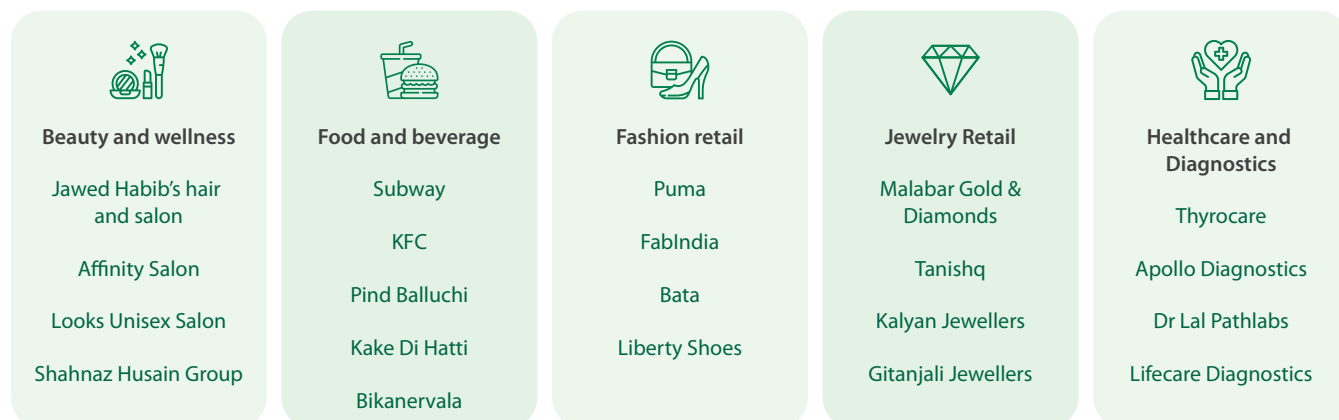 Beauty and wellness
Jawed Habib’s hair
and salon
Affinity Salon
Looks Unisex Salon
Shahnaz Husain Group
Food and beverage
Subway
KFC
Pind Balluchi
Kake Di Hatti
Bikanervala
Fashion retail
Puma
FabIndia
Bata
Liberty Shoes
Jewelry Retail
Malabar Gold &
Diamonds
Tanishq
Kalyan Jewellers
Gitanjali Jewellers
Healthcare and
Diagnostics
Thyrocare
Apollo Diagnostics
Dr Lal Pathlabs
Lifecare Diagnostics